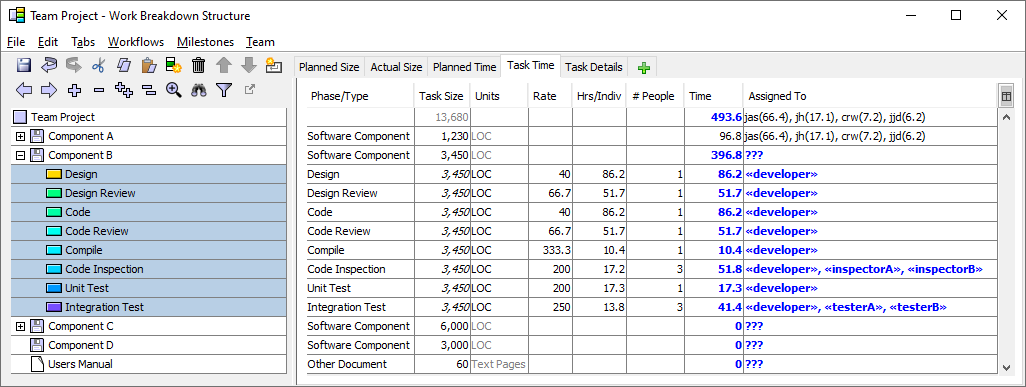 Team Project - Work Breakdown Structure
File Edit Tabs Workflows Milestones Team
Planned Size Actual Size Planned Time Task Time Task Details
Phase/Type Task Size Units Rate Hrs/Indiv # People Time Assigned To
Team Project 13,680 493.6 jas(66.4), jh(17.1), crw(7.2), jjd(6.2)
Component A Software Component 1,230 LOC 96.8 jas(66.4), jh(17.1), crw(7.2), jjd(6.2)
Component B Software Component 3,450 LOC 396.8 ???
Design Design 3,450 LOC 40 86.2 1 86.2 «developer»
Design Review Design Review 3,450 LOC 66.7 51.7 1 51.7 «developer»
Code Code 3,450 LOC 40 86.2 1 86.2 «developer»
Code Review Code Review 3,450 LOC 66.7 51.7 1 51.7 «developer»
Compile Compile 3,450 LOC 333.3 10.4 1 10.4 «developer»
Code Inspection Code Inspection 3,450 LOC 200 17.2 3 51.8 «developer», «inspectorA», «inspectorB»
Unit Test Unit Test 3,450 LOC 200 17.3 1 17.3 «developer»
Integration Test Integration Test 3,450 LOC 250 13.8 3 41.4 «developer», «testerA», «testerB»
Component C Software Component 6,000 LOC 0 ???
Component D Software Component 3,000 LOC 0 ???
Users Manual Other Document 60 Text Pages 0 ???